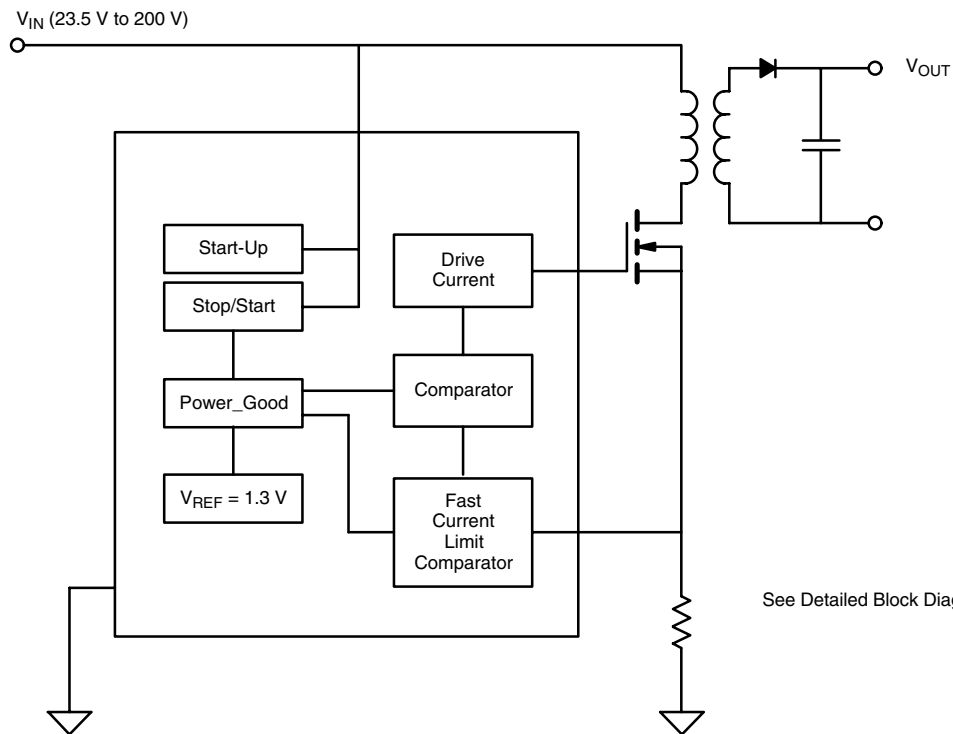 V_IN (23.5 V to 200 V)
V_OUT
Start-Up
Stop/Start
Power_Good
V_REF = 1.3 V
Drive
Current
Comparator
Fast
Current
Limit
Comparator
See Detailed Block Diag